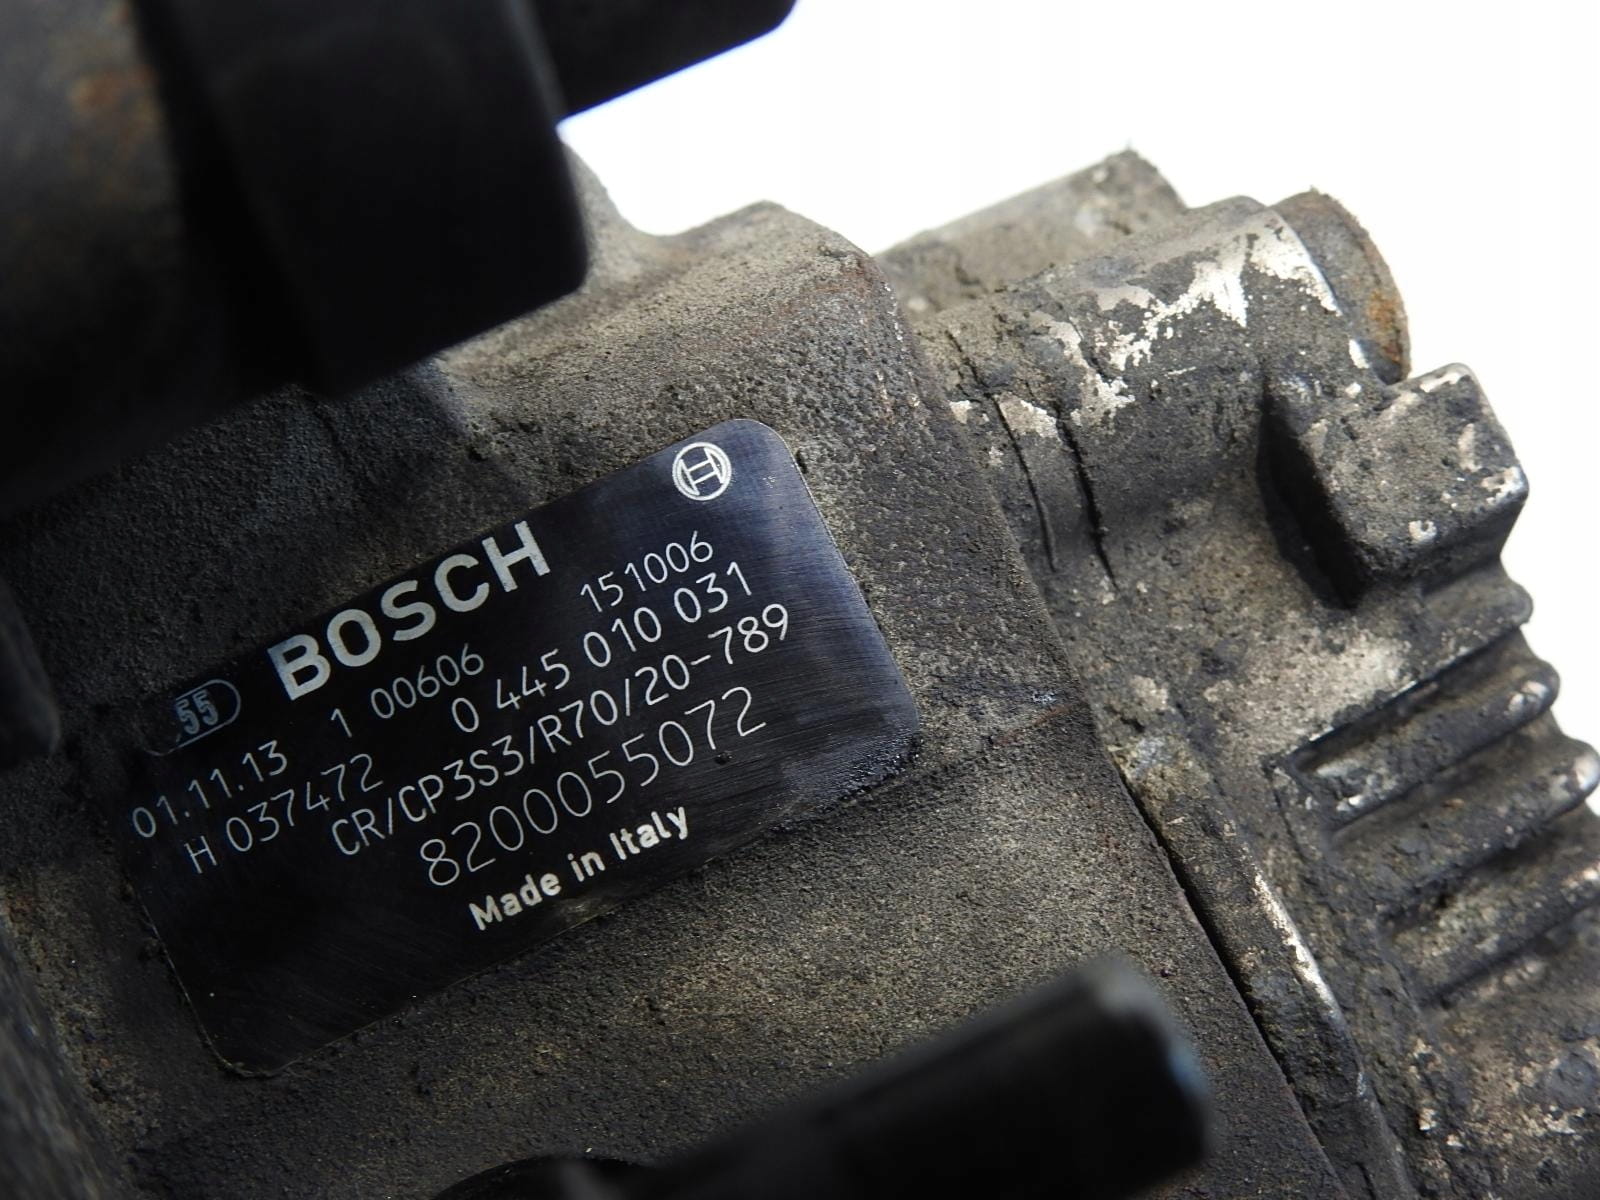 BOSCH
55
01.11.13 1 00606 151006
H 037472 0 445 010 031
CR/CP3S3/R70/20-789
8200055072
Made in Italy